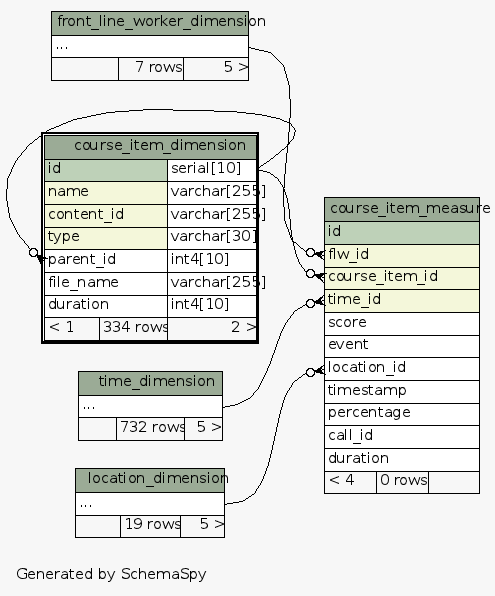 front_line_worker_dimension
...
7 rows 5 >
course_item_dimension
id serial[10]
name varchar[255]
content_id varchar[255]
type varchar[30]
parent_id int4[10]
file_name varchar[255]
duration int4[10]
< 1 334 rows 2 >
course_item_measure
id
flw_id
course_item_id
time_id
score
event
location_id
timestamp
percentage
call_id
duration
< 4 0 rows
time_dimension
...
732 rows 5 >
location_dimension
...
19 rows 5 >
Generated by SchemaSpy